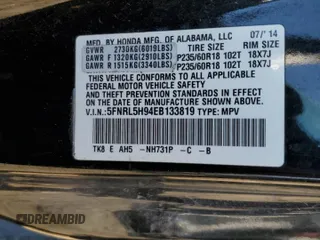 MFD. BY HONDA MFG. OF ALABAMA, LLC 07/'14
GVWR 2730KG(6019LBS) TIRE SIZE RIM SIZE
GAWR F 1320KG(2910LBS) P235/60R18 102T 18X7J
GAWR R 1515KG(3340LBS) P235/60R18 102T 18X7J
THIS VEHICLE CONFORMS TO ALL APPLICABLE
FEDERAL MOTOR VEHICLE SAFETY AND
THEFT PREVENTION STANDARDS IN EFFECT ON
THE DATE OF MANUFACTURE SHOWN ABOVE.
V.I.N.: 5FNRL5H94EB133819 TYPE: MPV
TK8 E AH5 -NH731P -C -B
© IAA/REBIDMO